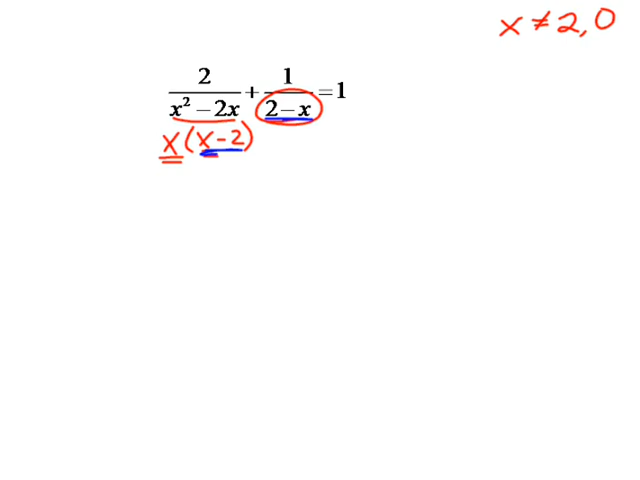 x ≠ 2, 0
2/(x² − 2x) + 1/(2 − x) = 1
x(x - 2)